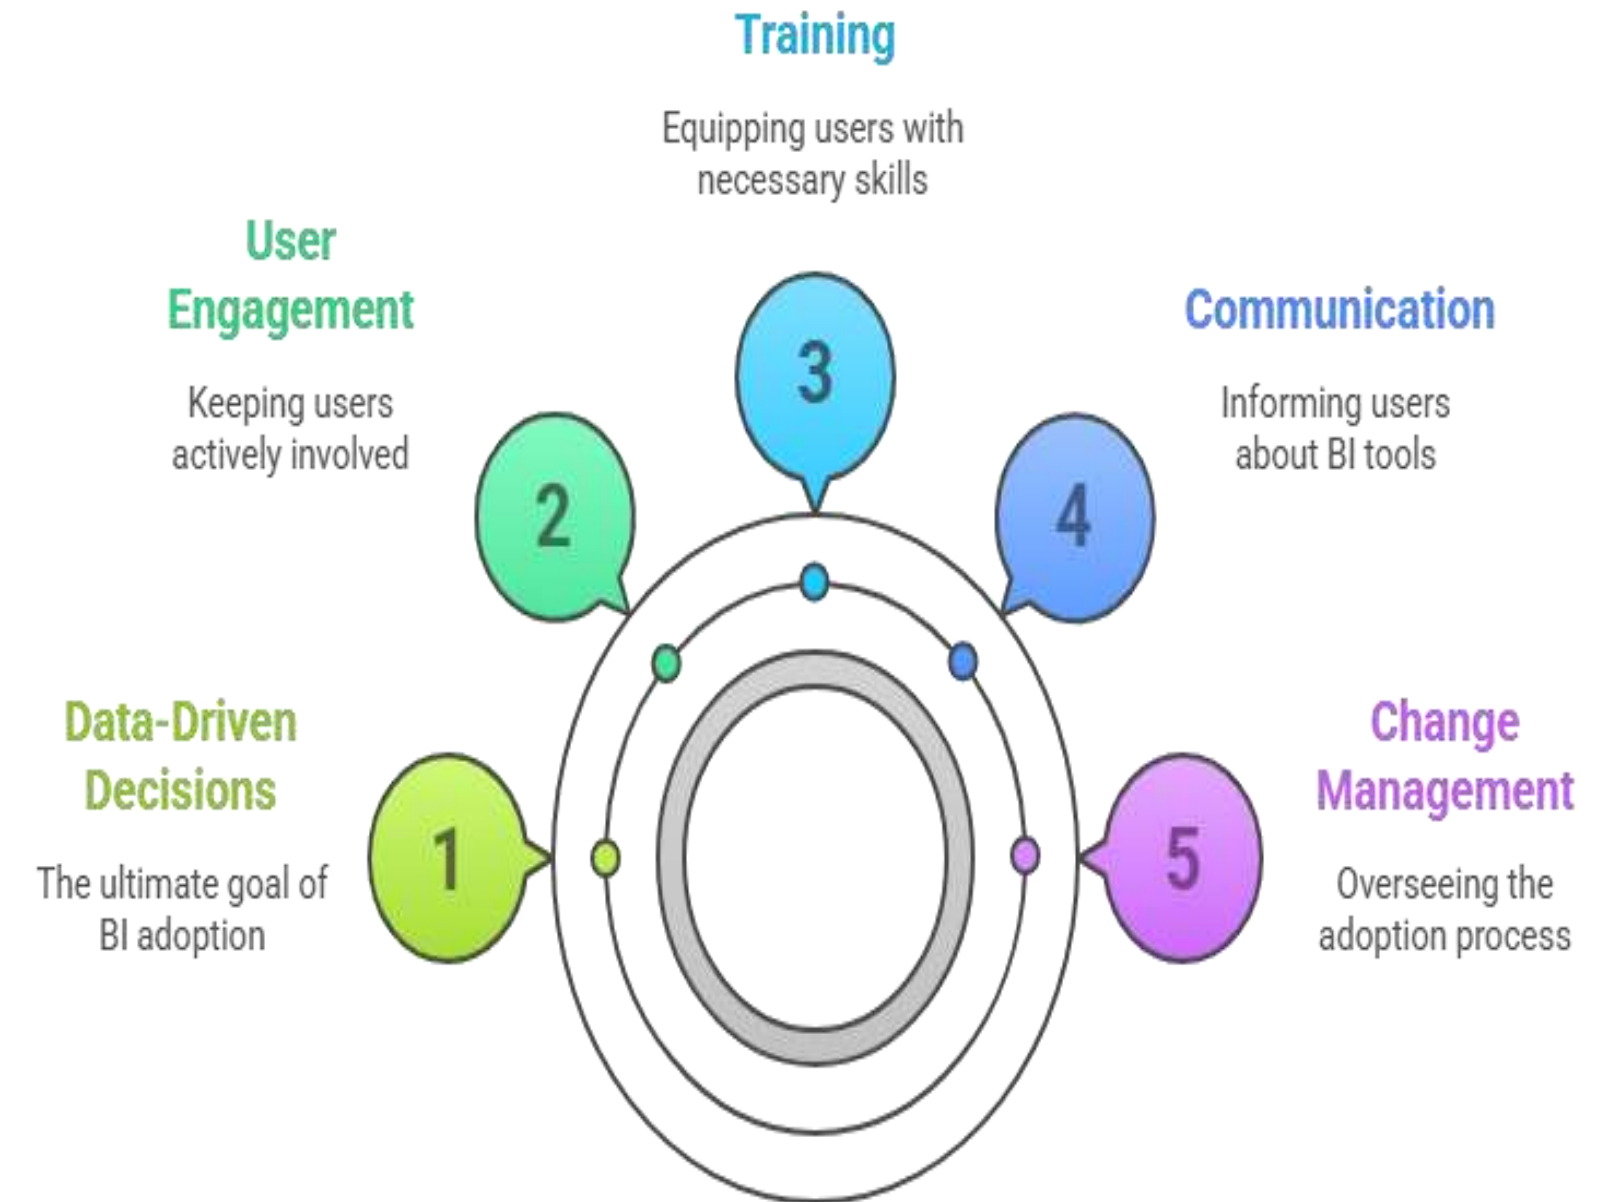 Training
Equipping users with
necessary skills
User
Engagement
Keeping users
actively involved
Communication
Informing users
about BI tools
3
2
4
Data-Driven
Decisions
The ultimate goal of
BI adoption
1
5
Change
Management
Overseeing the
adoption process